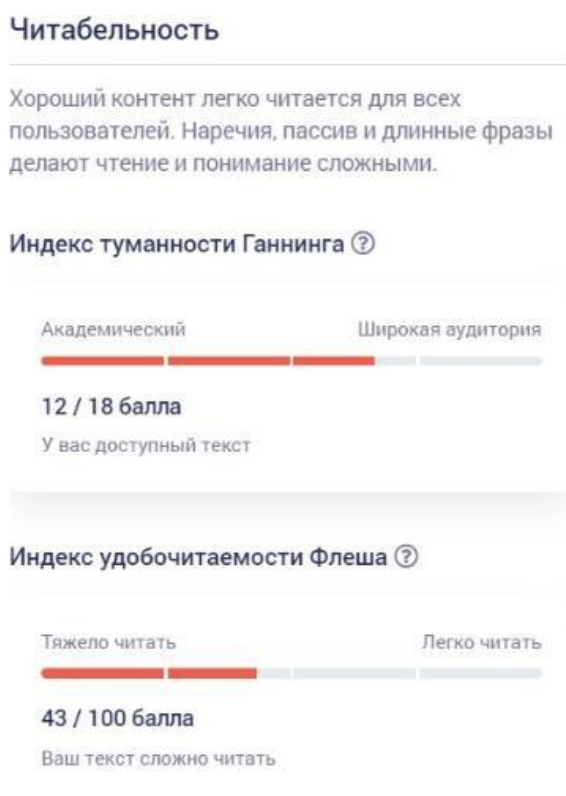 Читабельность
Хороший контент легко читается для всех
пользователей. Наречия, пассив и длинные фразы
делают чтение и понимание сложными.
Индекс туманности Ганнинга ?
Академический Широкая аудитория
12 / 18 балла
У вас доступный текст
Индекс удобочитаемости Флеша ?
Тяжело читать Легко читать
43 / 100 балла
Ваш текст сложно читать